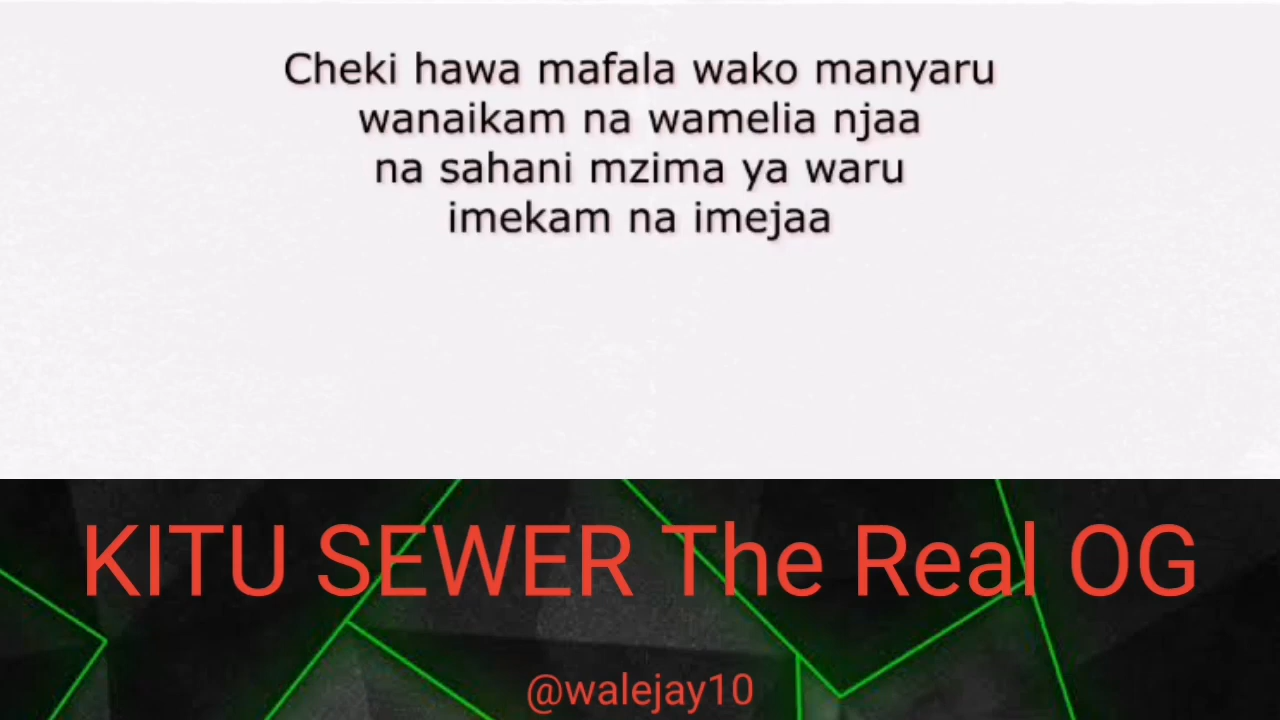 Cheki hawa mafala wako manyaru
wanaikam na wamelia njaa
na sahani mzima ya waru
imekam na imejaa
KITU SEWER The Real OG
@walejay10